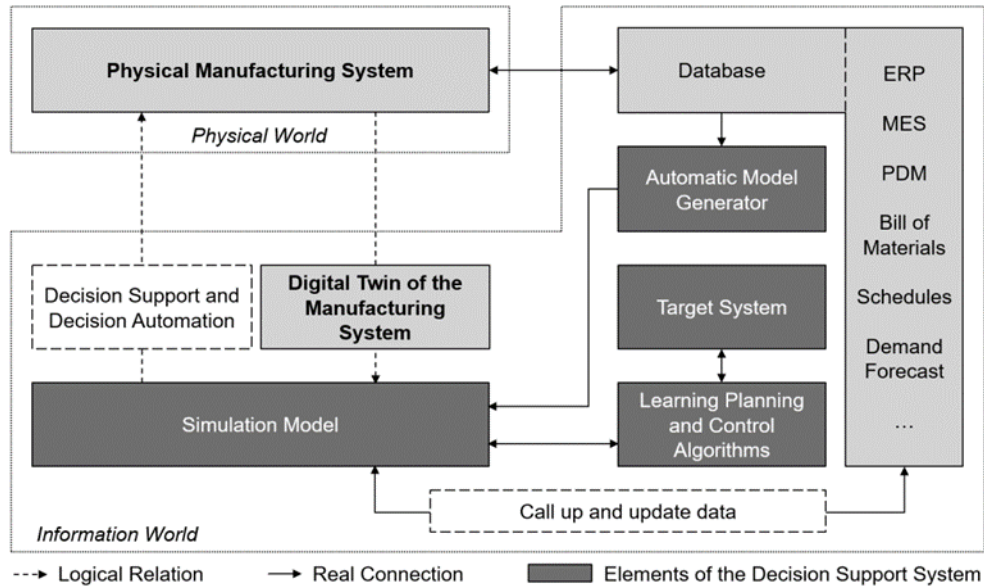 Physical Manufacturing System
Physical World
Database
ERP
MES
PDM
Bill of
Materials
Schedules
Demand
Forecast
...
Automatic Model
Generator
Decision Support and
Decision Automation
Digital Twin of the
Manufacturing
System
Target System
Simulation Model
Learning Planning
and Control
Algorithms
Call up and update data
Information World
Logical Relation
Real Connection
Elements of the Decision Support System